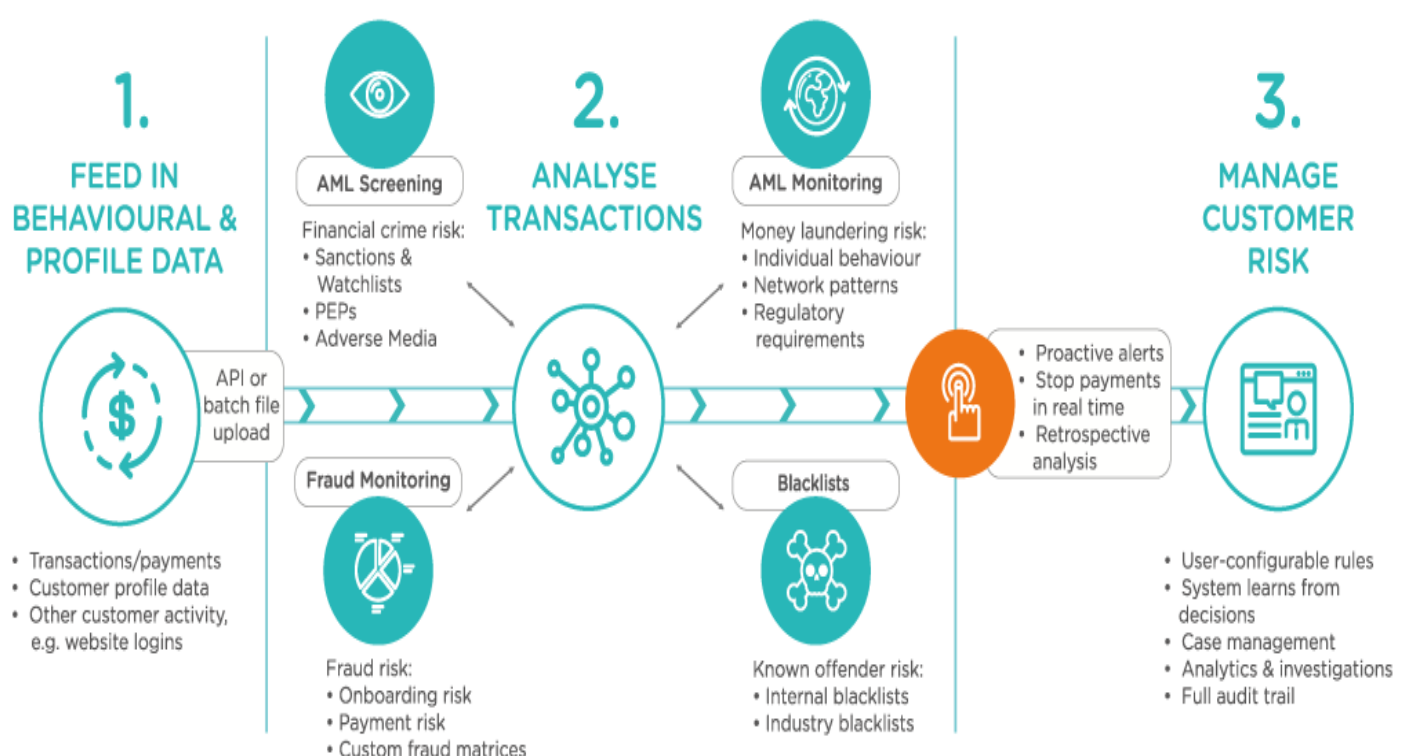 1.
FEED IN
BEHAVIOURAL &
PROFILE DATA
$
API or
batch file
upload
• Transactions/payments
• Customer profile data
• Other customer activity,
e.g. website logins
2.
ANALYSE
TRANSACTIONS
AML Screening
Financial crime risk:
• Sanctions &
Watchlists
• PEPs
• Adverse Media
AML Monitoring
Money laundering risk:
• Individual behaviour
• Network patterns
• Regulatory
requirements
Fraud Monitoring
Fraud risk:
• Onboarding risk
• Payment risk
• Custom fraud matrices
Blacklists
Known offender risk:
• Internal blacklists
• Industry blacklists
• Proactive alerts
• Stop payments
in real time
• Retrospective
analysis
3.
MANAGE
CUSTOMER
RISK
• User-configurable rules
• System learns from
decisions
• Case management
• Analytics & investigations
• Full audit trail